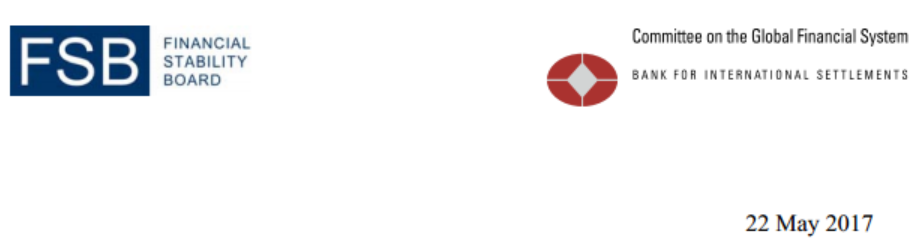 FSB
FINANCIAL
STABILITY
BOARD
Committee on the Global Financial System
BANK FOR INTERNATIONAL SETTLEMENTS
22 May 2017